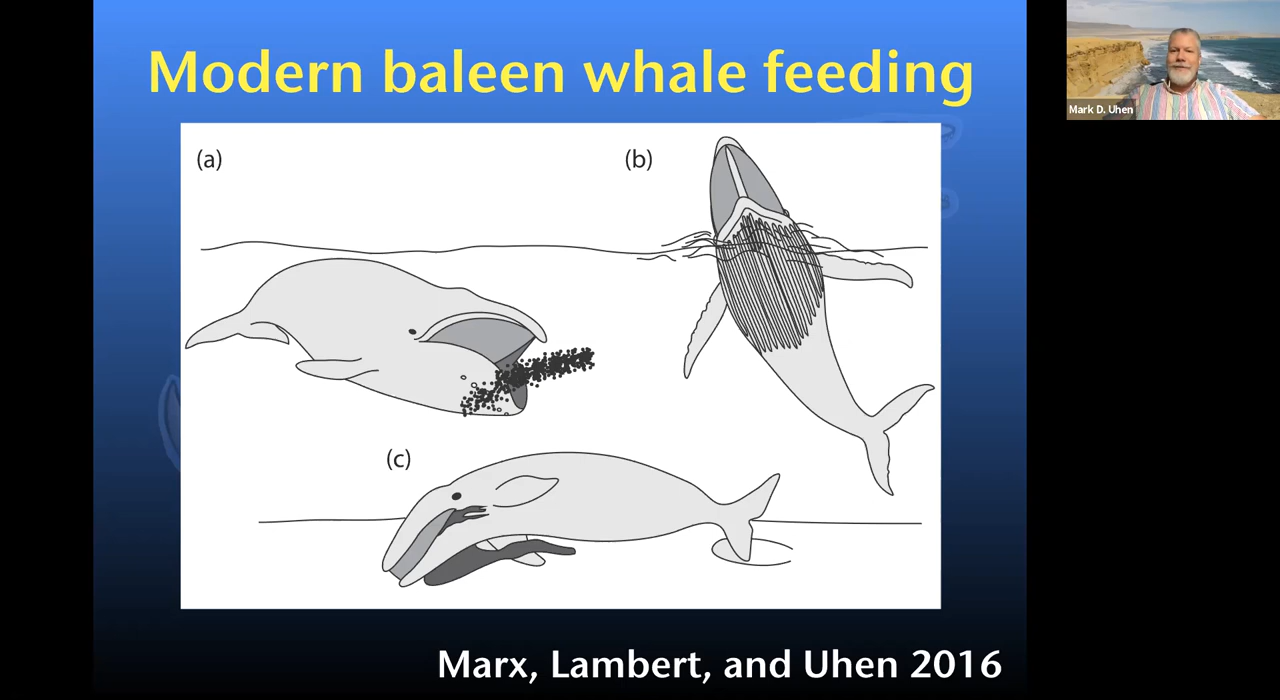 Modern baleen whale feeding
Mark D. Uhen
(a)
(b)
(c)
Marx, Lambert, and Uhen 2016